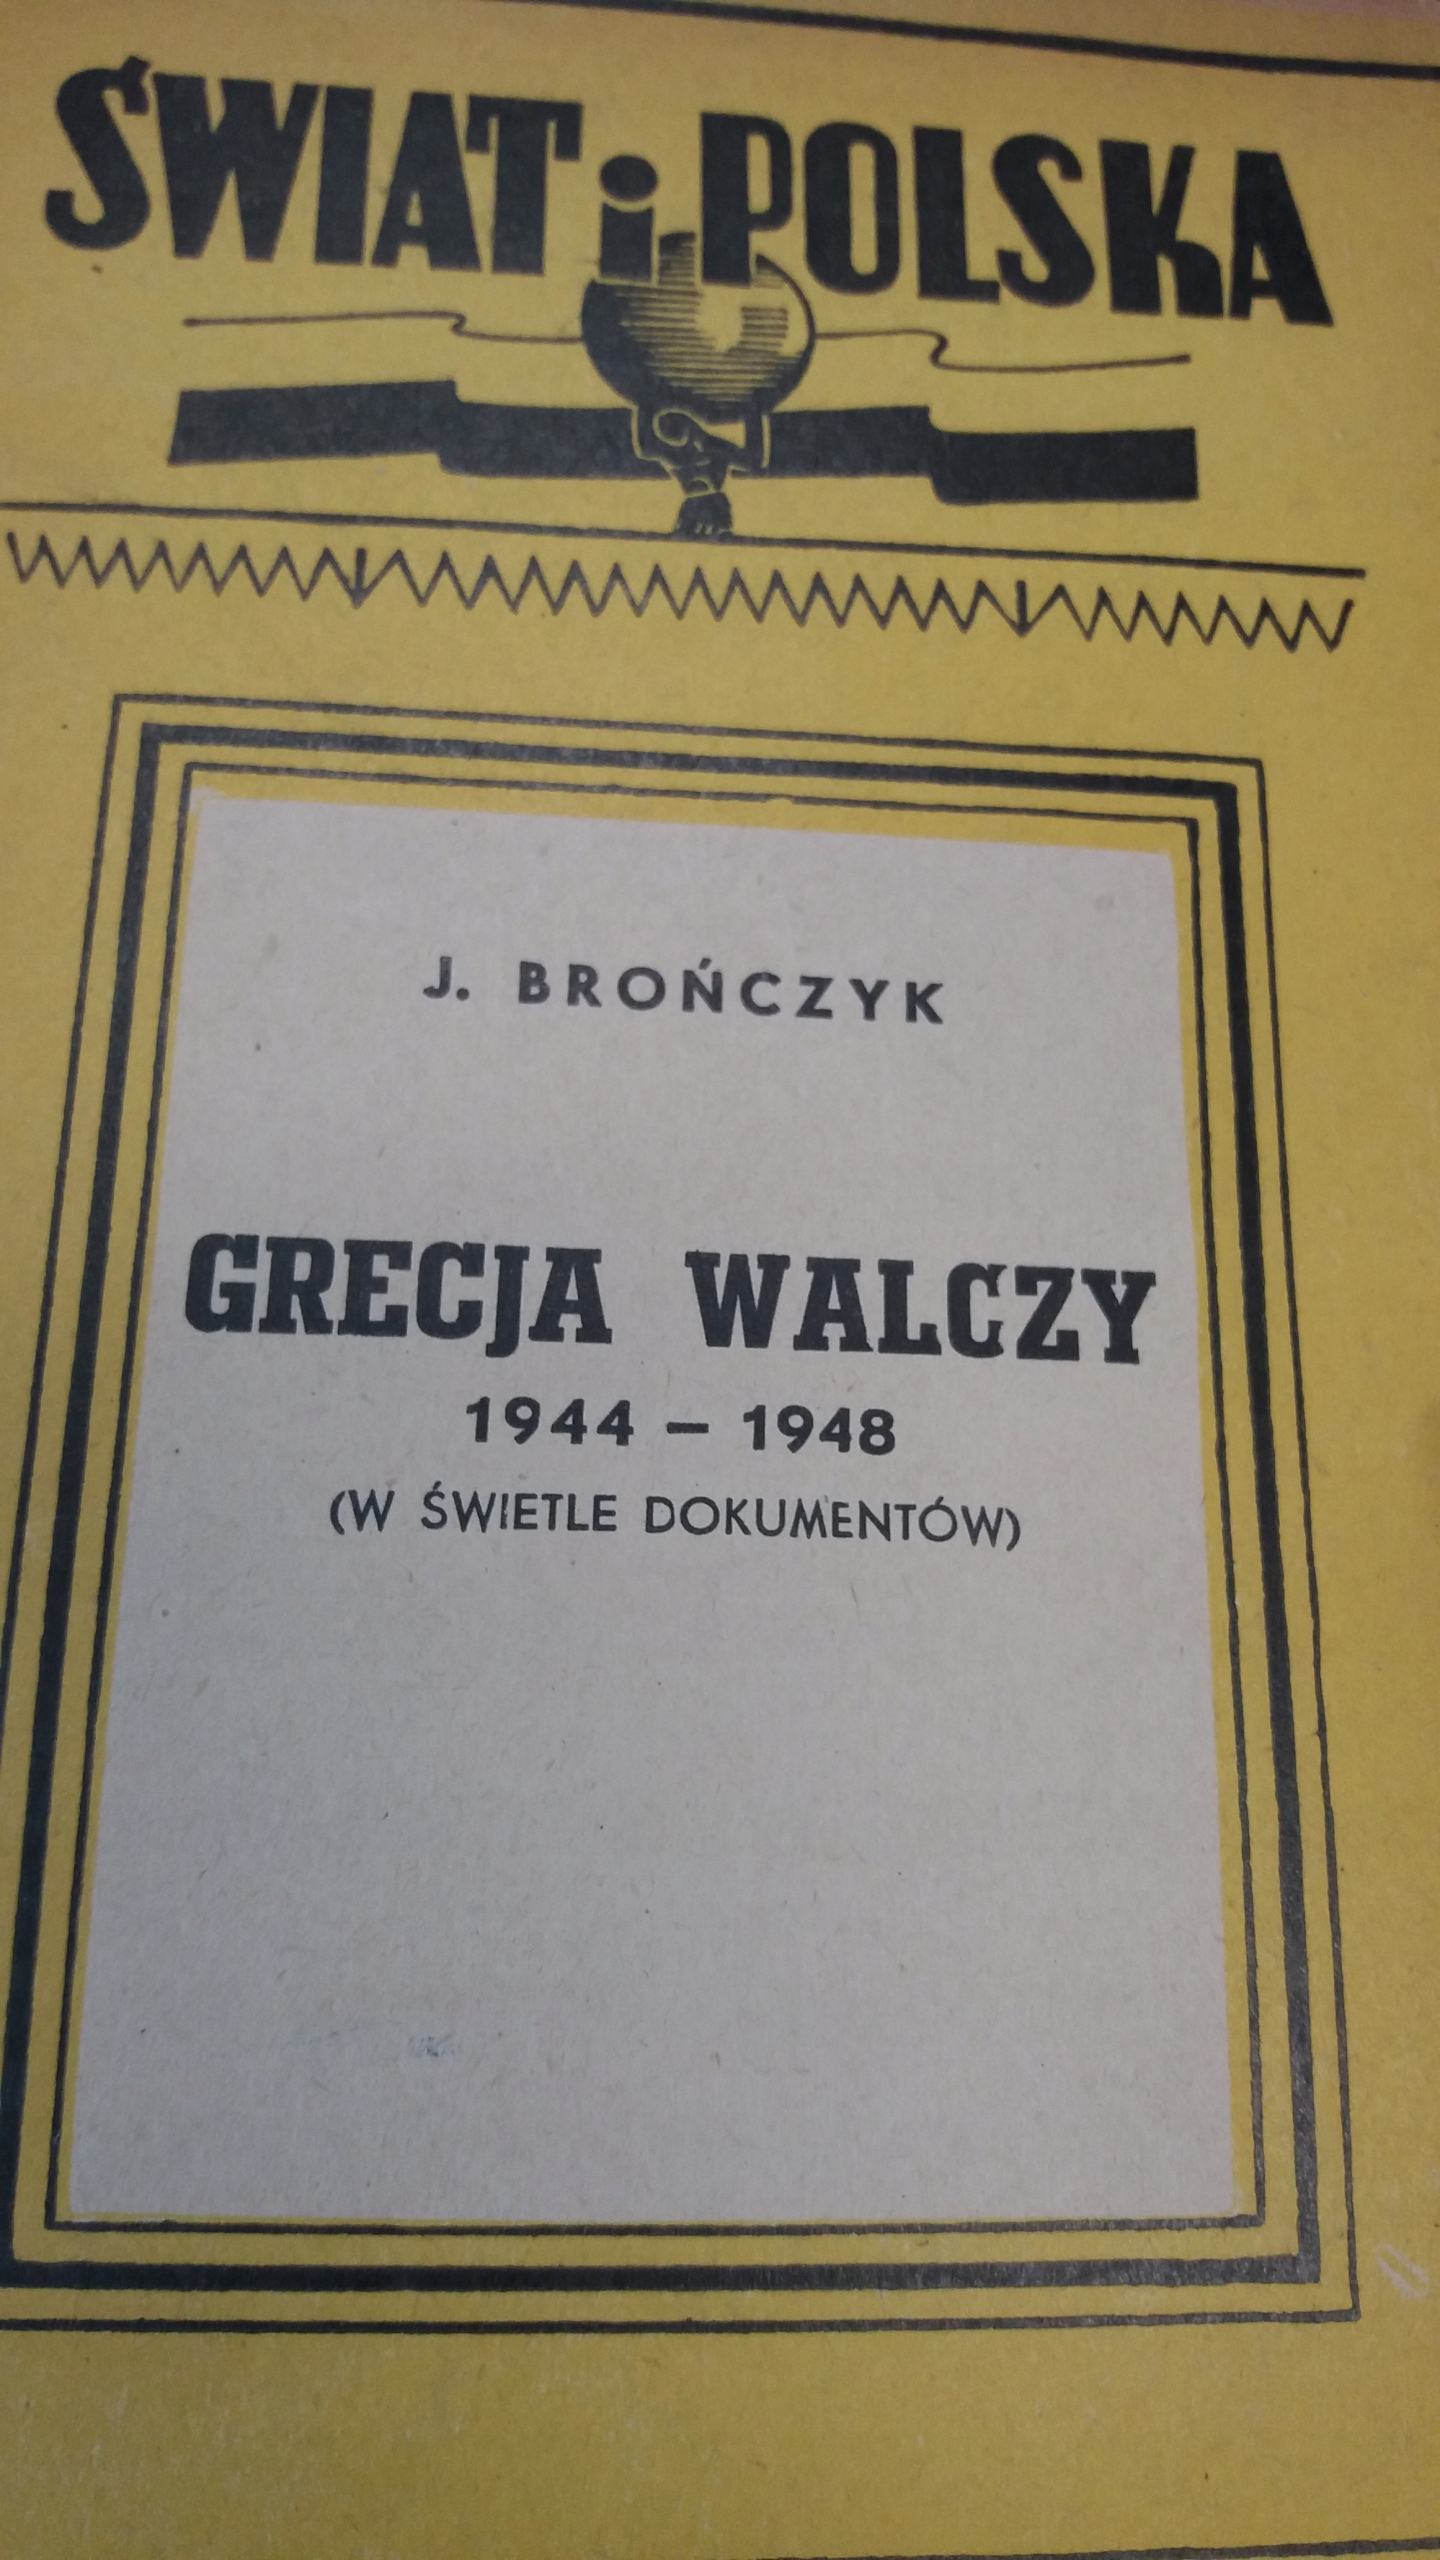 ŚWIAT i POLSKA
J. BROŃCZYK
GRECJA WALCZY
1944 – 1948
(W ŚWIETLE DOKUMENTÓW)